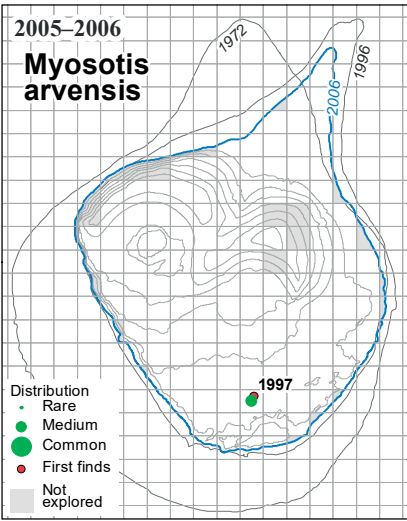 2005–2006
Myosotis
arvensis
1972
1996
2006
1997
Distribution
Rare
Medium
Common
First finds
Not
explored